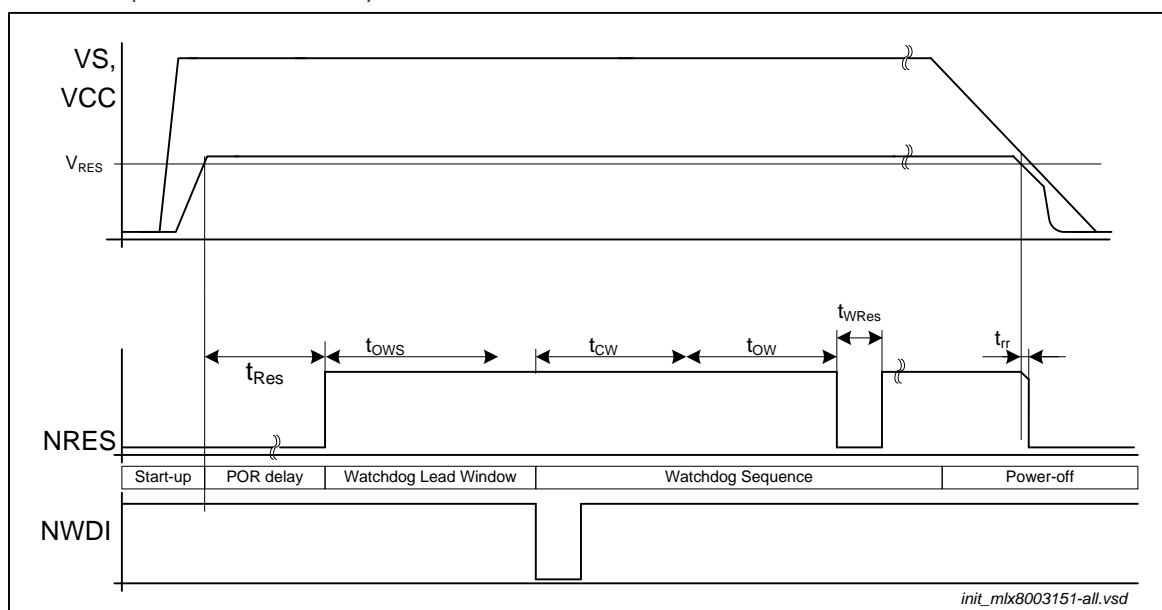 VS,
VCC
VRES
tWRes
tOWS
tCW
tOW
trr
tRes
NRES
Start-up
POR delay
Watchdog Lead Window
Watchdog Sequence
Power-off
NWDI
init_mlx8003151-all.vsd